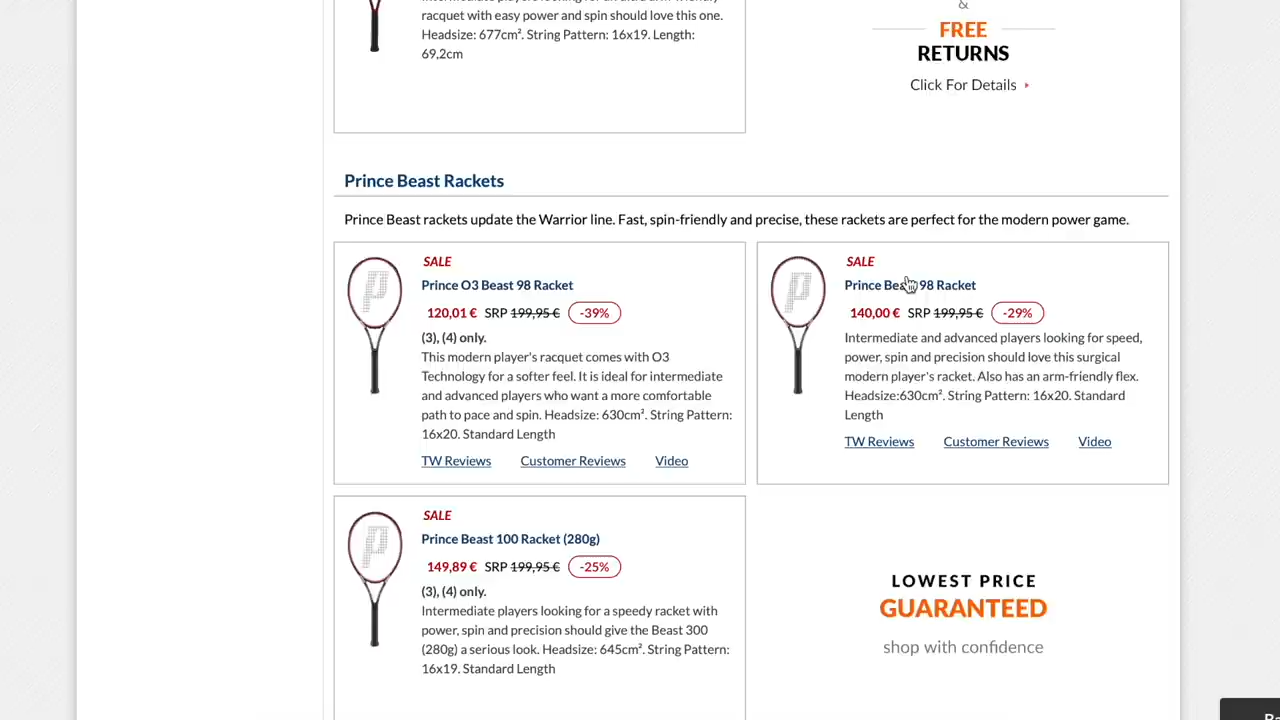 racquet with easy power and spin should love this one.
Headsize: 677cm². String Pattern: 16x19. Length:
69,2cm
&
FREE
RETURNS
Click For Details
Prince Beast Rackets
Prince Beast rackets update the Warrior line. Fast, spin-friendly and precise, these rackets are perfect for the modern power game.
SALE
Prince O3 Beast 98 Racket
120,01 € SRP 199,95 € -39%
(3), (4) only.
This modern player's racquet comes with O3
Technology for a softer feel. It is ideal for intermediate
and advanced players who want a more comfortable
path to pace and spin. Headsize: 630cm². String Pattern:
16x20. Standard Length
TW Reviews Customer Reviews Video
SALE
Prince Beast 98 Racket
140,00 € SRP 199,95 € -29%
Intermediate and advanced players looking for speed,
power, spin and precision should love this surgical
modern player's racket. Also has an arm-friendly flex.
Headsize:630cm². String Pattern: 16x20. Standard
Length
TW Reviews Customer Reviews Video
SALE
Prince Beast 100 Racket (280g)
149,89 € SRP 199,95 € -25%
(3), (4) only.
Intermediate players looking for a speedy racket with
power, spin and precision should give the Beast 300
(280g) a serious look. Headsize: 645cm². String Pattern:
16x19. Standard Length
LOWEST PRICE
GUARANTEED
shop with confidence